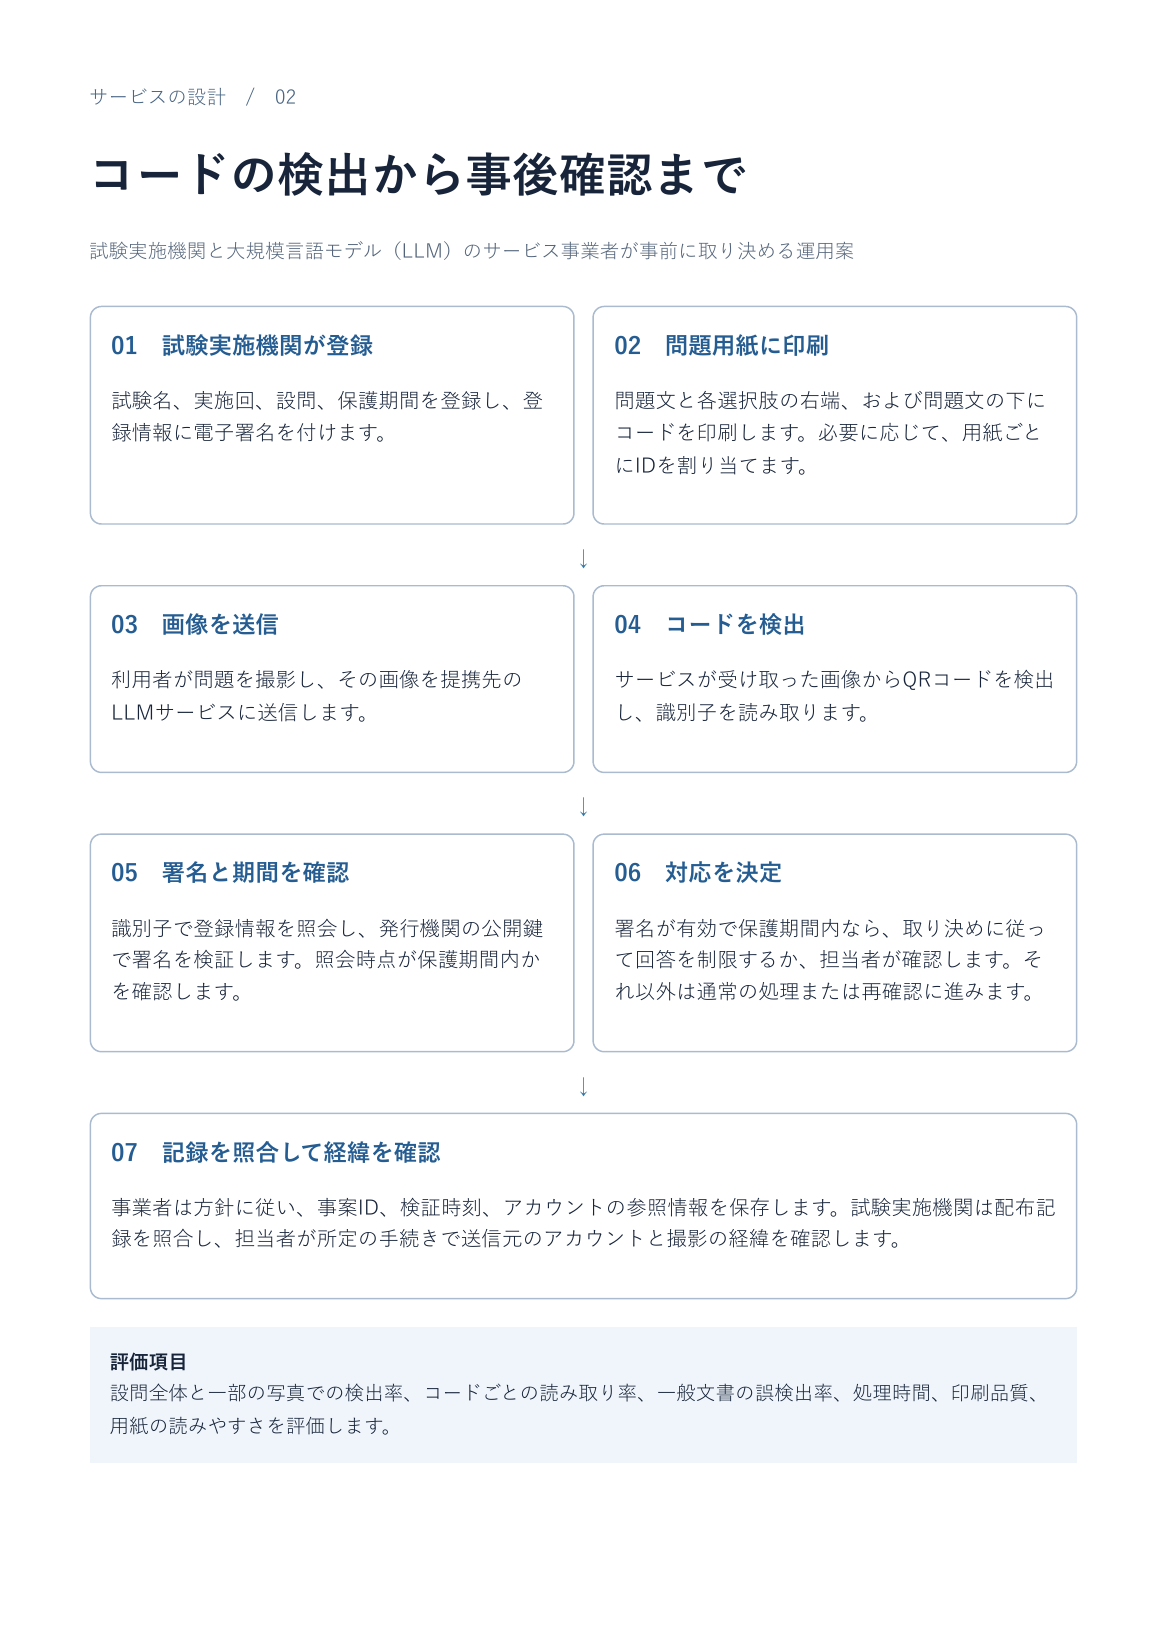 サービスの設計　/　02
コードの検出から事後確認まで
試験実施機関と大規模言語モデル（LLM）のサービス事業者が事前に取り決める運用案
01　試験実施機関が登録
試験名、実施回、設問、保護期間を登録し、登
録情報に電子署名を付けます。
02　問題用紙に印刷
問題文と各選択肢の右端、および問題文の下に
コードを印刷します。必要に応じて、用紙ごと
にIDを割り当てます。
↓
03　画像を送信
利用者が問題を撮影し、その画像を提携先の
LLMサービスに送信します。
04　コードを検出
サービスが受け取った画像からQRコードを検出
し、識別子を読み取ります。
↓
05　署名と期間を確認
識別子で登録情報を照会し、発行機関の公開鍵
で署名を検証します。照会時点が保護期間内か
を確認します。
06　対応を決定
署名が有効で保護期間内なら、取り決めに従っ
て回答を制限するか、担当者が確認します。そ
れ以外は通常の処理または再確認に進みます。
↓
07　記録を照合して経緯を確認
事業者は方針に従い、事案ID、検証時刻、アカウントの参照情報を保存します。試験実施機関は配布記
録を照合し、担当者が所定の手続きで送信元のアカウントと撮影の経緯を確認します。
評価項目
設問全体と一部の写真での検出率、コードごとの読み取り率、一般文書の誤検出率、処理時間、印刷品質、
用紙の読みやすさを評価します。